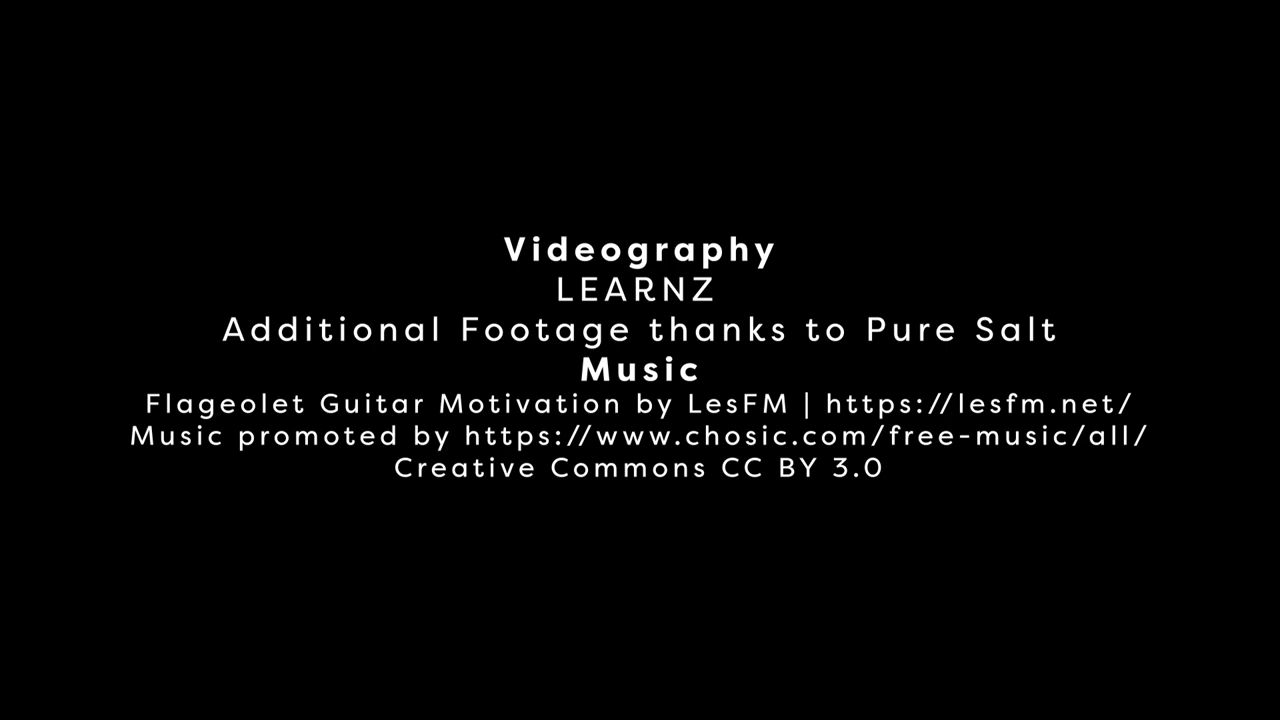 Videography
LEARNZ
Additional Footage thanks to Pure Salt
Music
Flageolet Guitar Motivation by LesFM | https://lesfm.net/
Music promoted by https://www.chosic.com/free-music/all/
Creative Commons CC BY 3.0